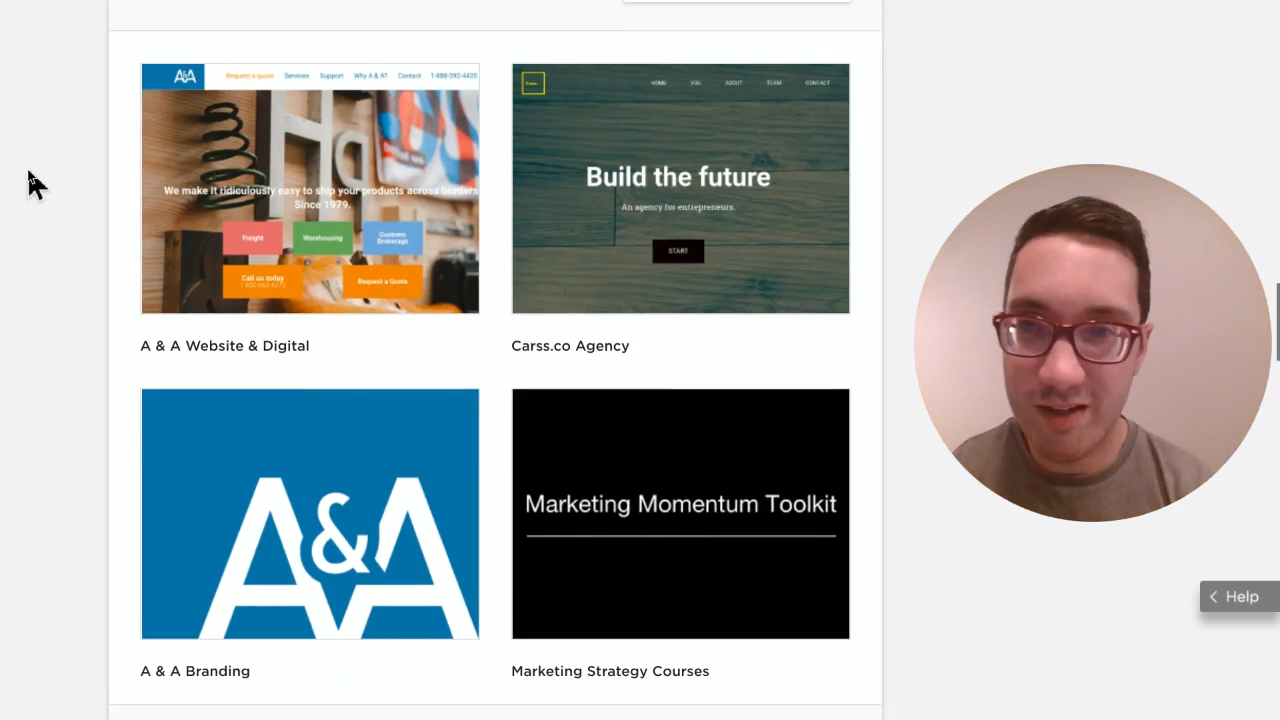 A&A
Request a quote Services Support Why A & A? Contact 1-888-392-4435
We make it ridiculously easy to ship your products across borders
Since 1979.
Freight
Warehousing
Customs
Brokerage
Call us today
Request a Quote
HOME YOU ABOUT TEAM CONTACT
Build the future
An agency for entrepreneurs.
START
A & A Website & Digital
Carss.co Agency
A&A
Marketing Momentum Toolkit
A & A Branding
Marketing Strategy Courses
Help